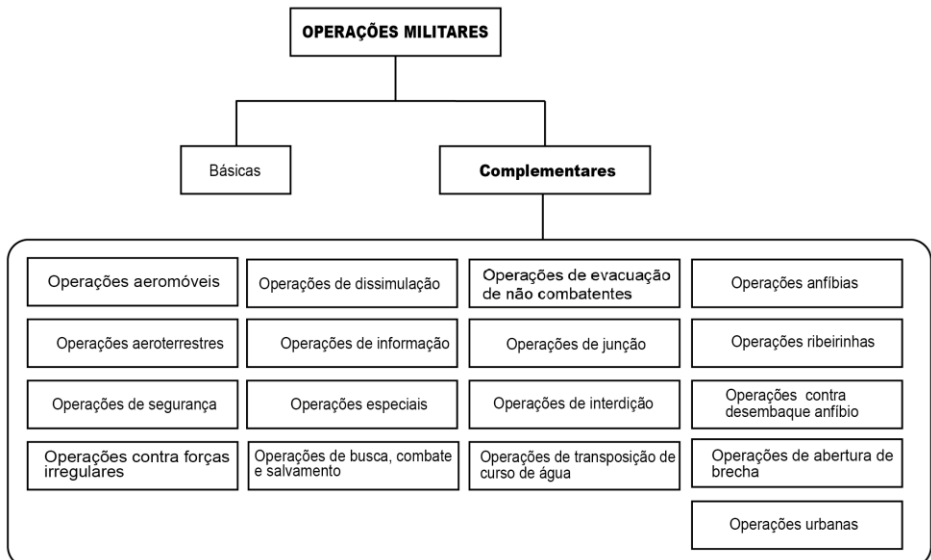 OPERAÇÕES MILITARES
Básicas
Complementares
Operações aeromóveis
Operações de dissimulação
Operações de evacuação
de não combatentes
Operações anfíbias
Operações aeroterrestres
Operações de informação
Operações de junção
Operações ribeirinhas
Operações de segurança
Operações especiais
Operações de interdição
Operações contra
desembaque anfíbio
Operações contra forças
irregulares
Operações de busca, combate
e salvamento
Operações de transposição de
curso de água
Operações de abertura de
brecha
Operações urbanas